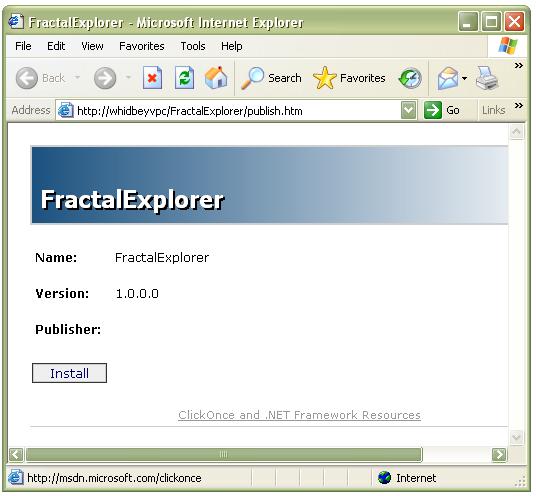 FractalExplorer - Microsoft Internet Explorer
File Edit View Favorites Tools Help
Back Search Favorites »
Address http://whidbeyvpc/FractalExplorer/publish.htm Go Links »
FractalExplorer
Name: FractalExplorer
Version: 1.0.0.0
Publisher:
Install
ClickOnce and .NET Framework Resources
http://msdn.microsoft.com/clickonce Internet